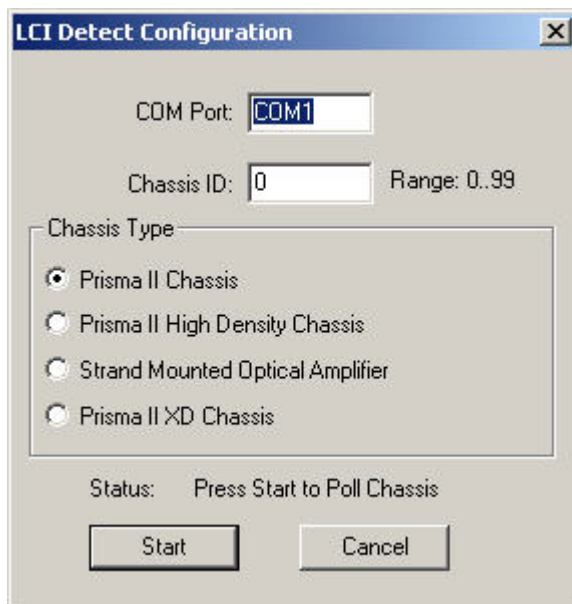 LCI Detect Configuration
COM Port: COM1
Chassis ID: 0 Range: 0..99
Chassis Type
Prisma II Chassis
Prisma II High Density Chassis
Strand Mounted Optical Amplifier
Prisma II XD Chassis
Status: Press Start to Poll Chassis
Start Cancel